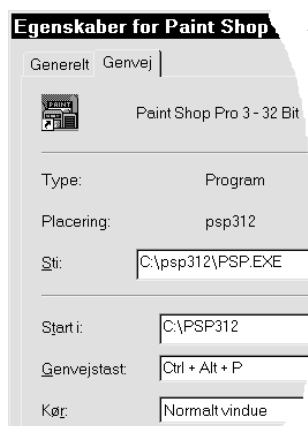 Egenskaber for Paint Shop
Generelt Genvej
PAINT
Paint Shop Pro 3 - 32 Bit
Type: Program
Placering: psp312
Sti: C:\psp312\PSP.EXE
Start i: C:\PSP312
Genvejstast: Ctrl + Alt + P
Kør: Normalt vindue